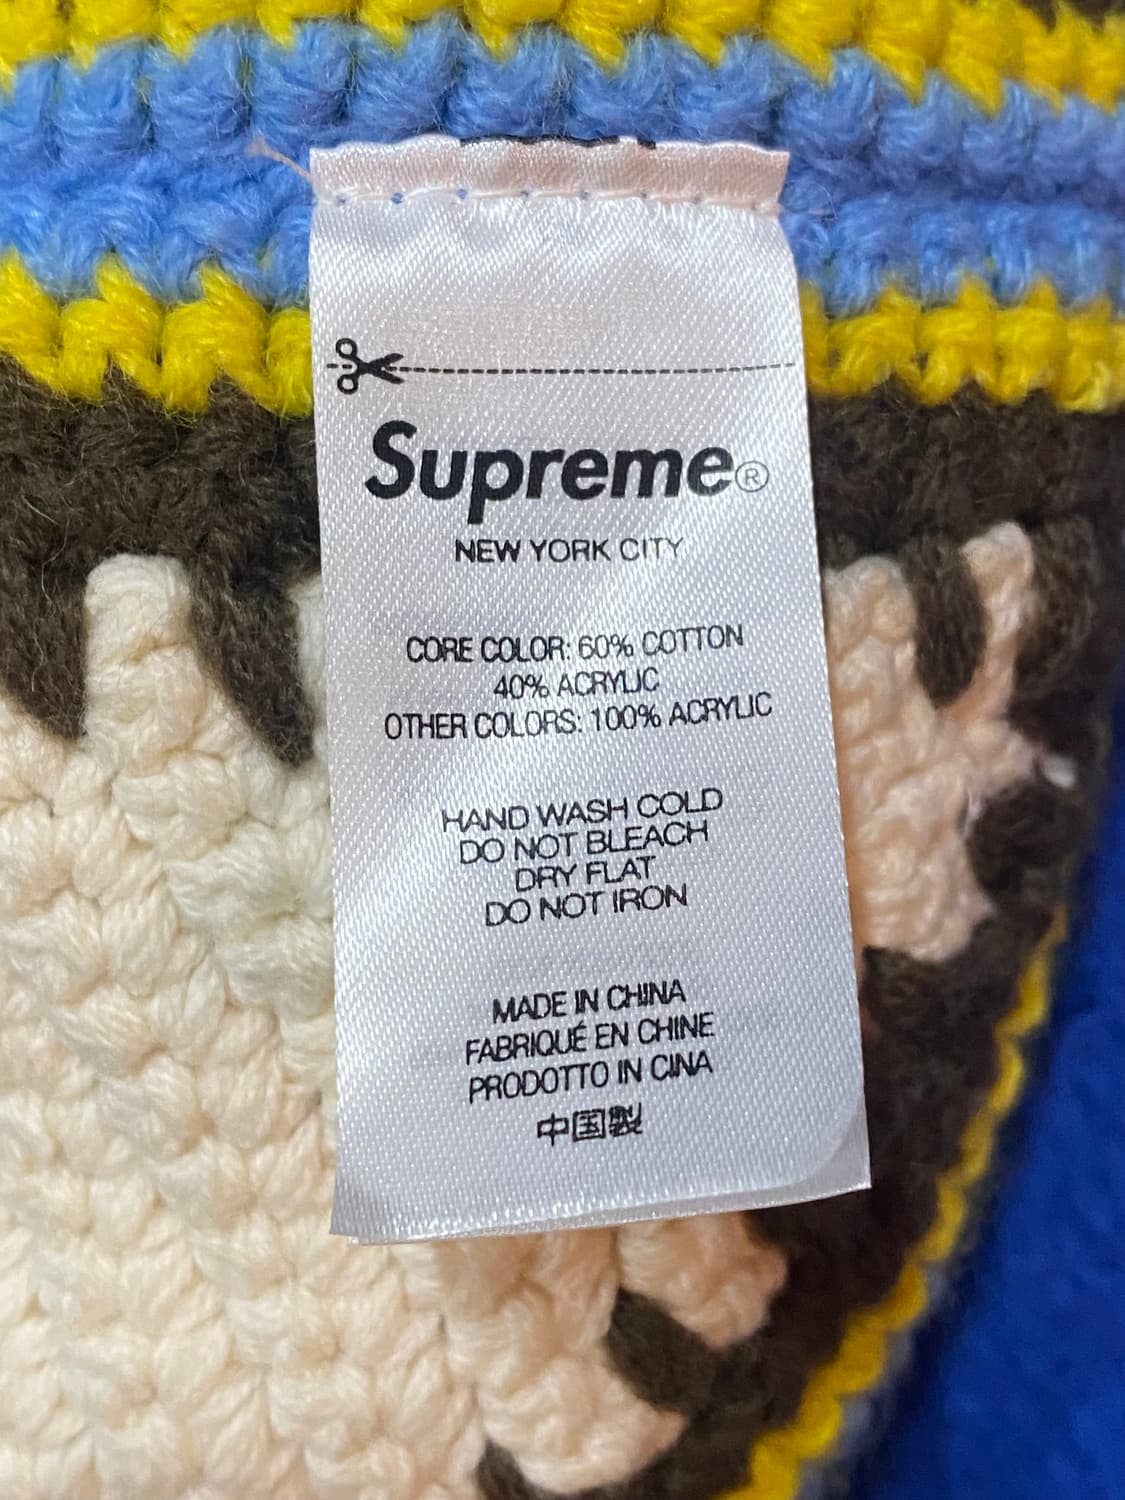 Supreme®
NEW YORK CITY
CORE COLOR: 60% COTTON
40% ACRYLIC
OTHER COLORS: 100% ACRYLIC
HAND WASH COLD
DO NOT BLEACH
DRY FLAT
DO NOT IRON
MADE IN CHINA
FABRIQUÉ EN CHINE
PRODOTTO IN CINA
中国製